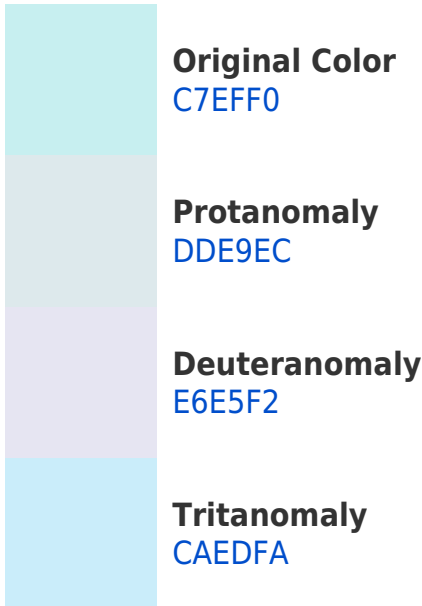 Original Color
C7EFF0
Protanomaly
DDE9EC
Deuteranomaly
E6E5F2
Tritanomaly
CAEDFA